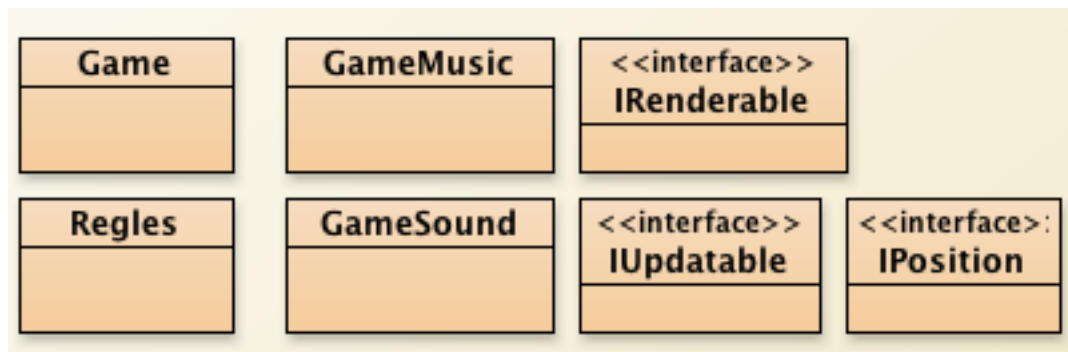 Game
GameMusic
<<interface>>
IRenderable
Regles
GameSound
<<interface>>
IUpdatable
<<interface>:
IPosition